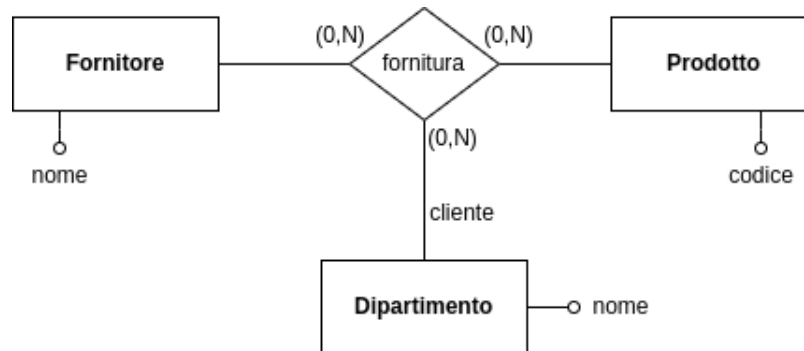 (0,N)
(0,N)
Fornitore
fornitura
Prodotto
(0,N)
nome
codice
cliente
Dipartimento
nome